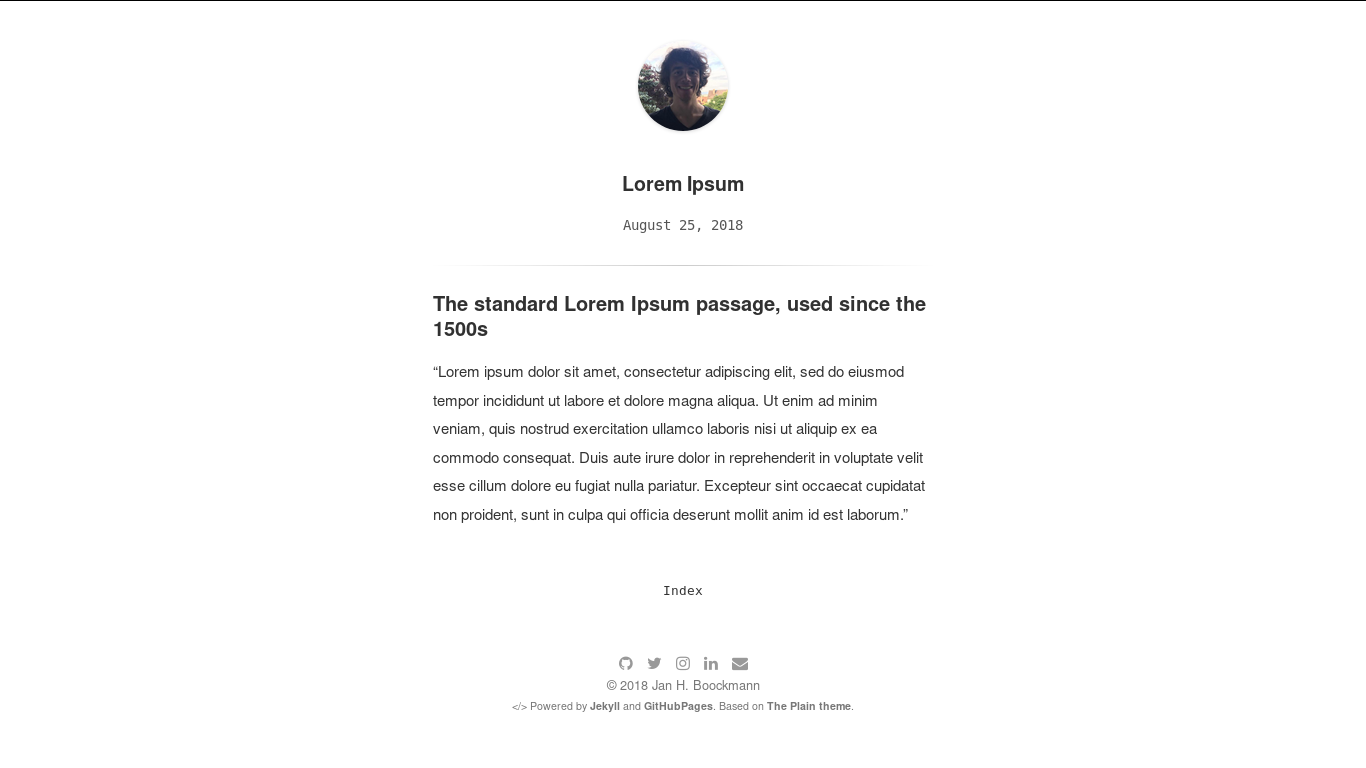 Lorem Ipsum
August 25, 2018
The standard Lorem Ipsum passage, used since the
1500s
“Lorem ipsum dolor sit amet, consectetur adipiscing elit, sed do eiusmod
tempor incididunt ut labore et dolore magna aliqua. Ut enim ad minim
veniam, quis nostrud exercitation ullamco laboris nisi ut aliquip ex ea
commodo consequat. Duis aute irure dolor in reprehenderit in voluptate velit
esse cillum dolore eu fugiat nulla pariatur. Excepteur sint occaecat cupidatat
non proident, sunt in culpa qui officia deserunt mollit anim id est laborum.”
Index
© 2018 Jan H. Boockmann
</> Powered by Jekyll and GitHubPages. Based on The Plain theme.